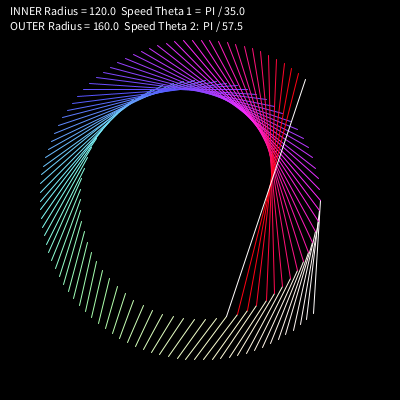 INNER Radius = 120.0  Speed Theta 1 =  PI / 35.0
OUTER Radius = 160.0  Speed Theta 2:  PI / 57.5